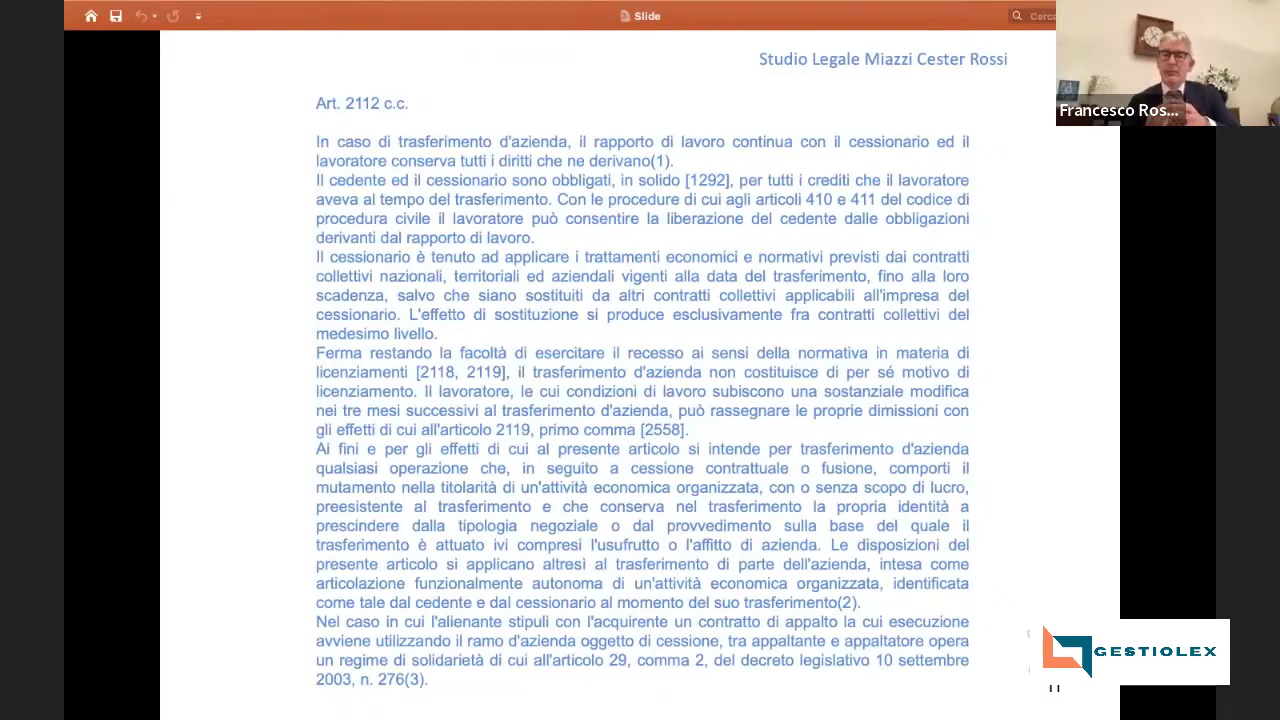 Slide
Cerca
Studio Legale Miazzi Cester Rossi
Francesco Ros...
Art. 2112 c.c.
In caso di trasferimento d'azienda, il rapporto di lavoro continua con il cessionario ed il
lavoratore conserva tutti i diritti che ne derivano(1).
Il cedente ed il cessionario sono obbligati, in solido [1292], per tutti i crediti che il lavoratore
aveva al tempo del trasferimento. Con le procedure di cui agli articoli 410 e 411 del codice di
procedura civile il lavoratore può consentire la liberazione del cedente dalle obbligazioni
derivanti dal rapporto di lavoro.
Il cessionario è tenuto ad applicare i trattamenti economici e normativi previsti dai contratti
collettivi nazionali, territoriali ed aziendali vigenti alla data del trasferimento, fino alla loro
scadenza, salvo che siano sostituiti da altri contratti collettivi applicabili all'impresa del
cessionario. L'effetto di sostituzione si produce esclusivamente fra contratti collettivi del
medesimo livello.
Ferma restando la facoltà di esercitare il recesso ai sensi della normativa in materia di
licenziamenti [2118, 2119], il trasferimento d'azienda non costituisce di per sé motivo di
licenziamento. Il lavoratore, le cui condizioni di lavoro subiscono una sostanziale modifica
nei tre mesi successivi al trasferimento d'azienda, può rassegnare le proprie dimissioni con
gli effetti di cui all'articolo 2119, primo comma [2558].
Ai fini e per gli effetti di cui al presente articolo si intende per trasferimento d'azienda
qualsiasi operazione che, in seguito a cessione contrattuale o fusione, comporti il
mutamento nella titolarità di un'attività economica organizzata, con o senza scopo di lucro,
preesistente al trasferimento e che conserva nel trasferimento la propria identità a
prescindere dalla tipologia negoziale o dal provvedimento sulla base del quale il
trasferimento è attuato ivi compresi l'usufrutto o l'affitto di azienda. Le disposizioni del
presente articolo si applicano altresì al trasferimento di parte dell'azienda, intesa come
articolazione funzionalmente autonoma di un'attività economica organizzata, identificata
come tale dal cedente e dal cessionario al momento del suo trasferimento(2).
Nel caso in cui l'alienante stipuli con l'acquirente un contratto di appalto la cui esecuzione
avviene utilizzando il ramo d'azienda oggetto di cessione, tra appaltante e appaltatore opera
un regime di solidarietà di cui all'articolo 29, comma 2, del decreto legislativo 10 settembre
2003, n. 276(3).
GESTIOLEX